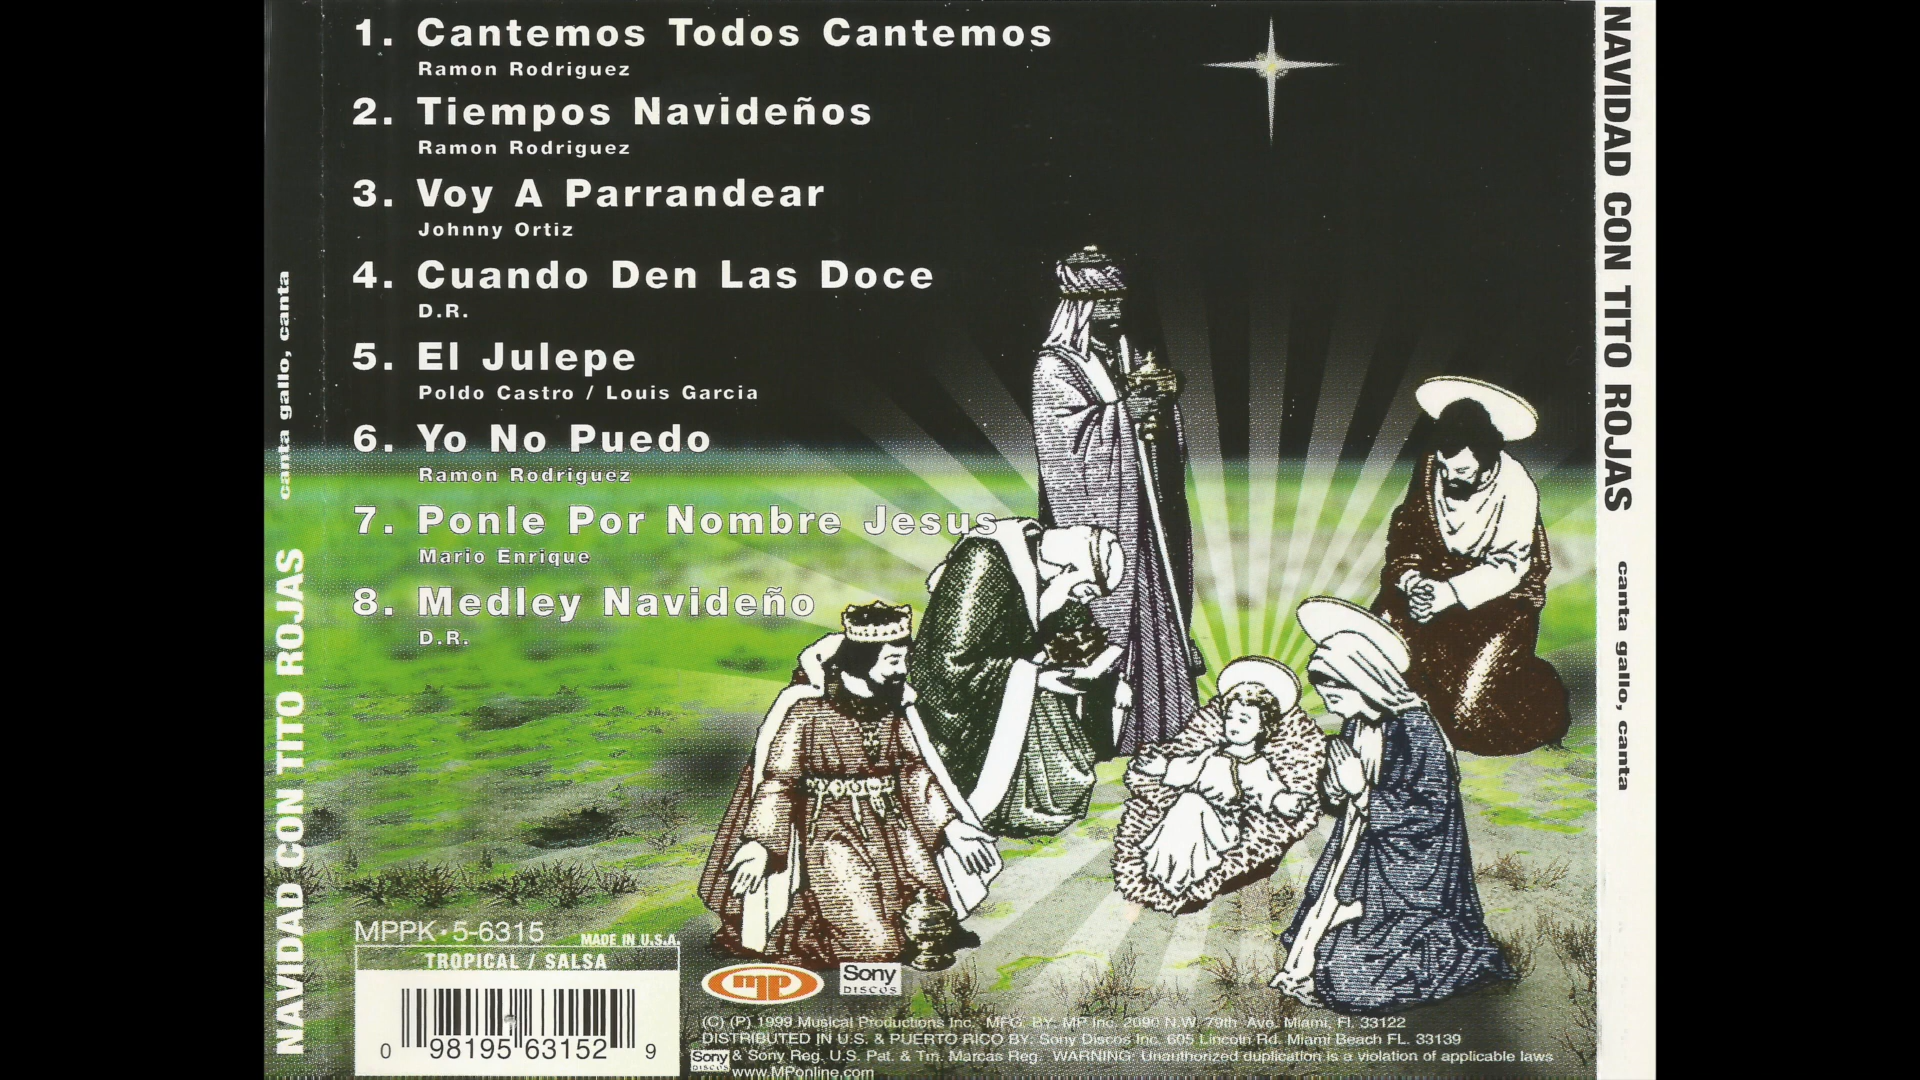 1. Cantemos Todos Cantemos
Ramon Rodriguez
2. Tiempos Navideños
Ramon Rodriguez
3. Voy A Parrandear
Johnny Ortiz
4. Cuando Den Las Doce
D.R.
5. El Julepe
Poldo Castro / Louis Garcia
6. Yo No Puedo
Ramon Rodriguez
7. Ponle Por Nombre Jesus
Mario Enrique
8. Medley Navideño
D.R.
NAVIDAD CON TITO ROJAS canta gallo, canta
NAVIDAD CON TITO ROJAS canta gallo, canta
MPPK · 5-6315 MADE IN U.S.A.
TROPICAL / SALSA
0 98195 63152 9
MP
Sony DISCOS
(C) (P) 1999 Musical Productions Inc. MFG. BY: MP Inc. 2090 N.W. 79th Ave. Miami, Fl. 33122
DISTRIBUTED IN U.S. & PUERTO RICO BY: Sony Discos Inc. 605 Lincoln Rd. Miami Beach FL. 33139
Sony DISCOS & Sony Reg. U.S. Pat. & Tm. Marcas Reg. WARNING: Unauthorized duplication is a violation of applicable laws
www.MPonline.com